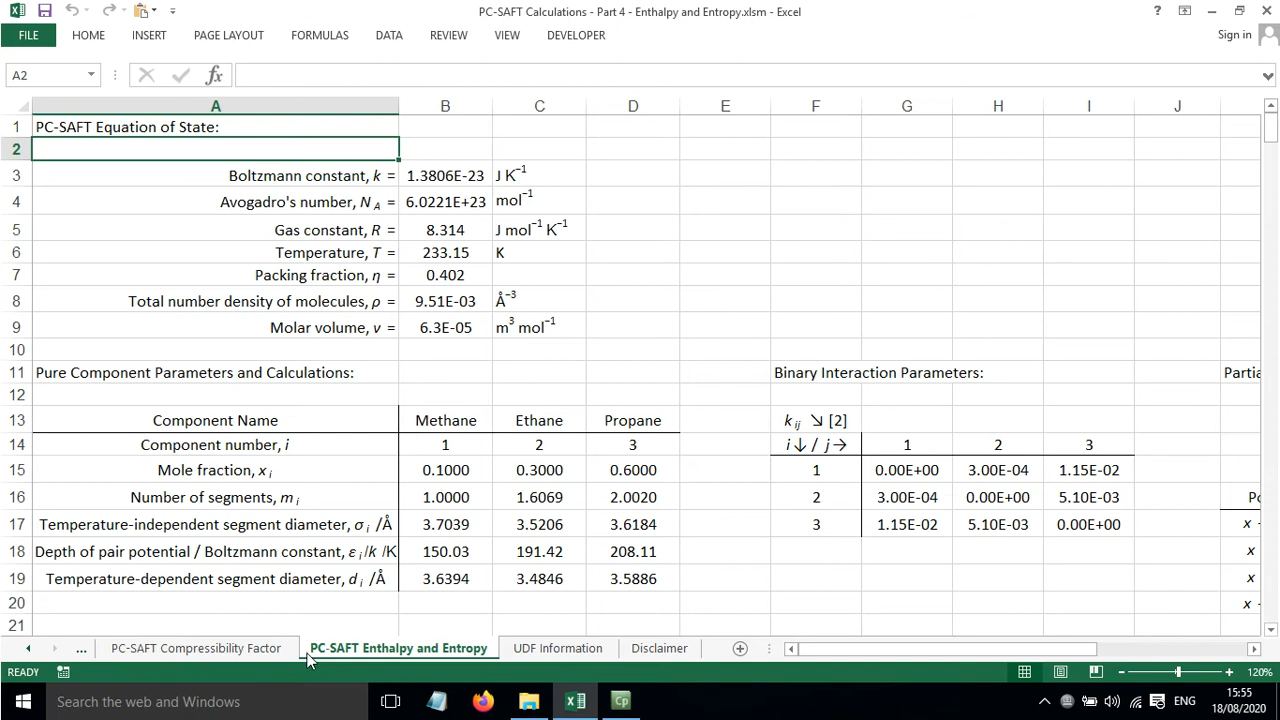 PC-SAFT Calculations - Part 4 - Enthalpy and Entropy.xlsm - Excel
FILE HOME INSERT PAGE LAYOUT FORMULAS DATA REVIEW VIEW DEVELOPER Sign in
A2 fx
A B C D E F G H I J
1 PC-SAFT Equation of State:
2
3 Boltzmann constant, k = 1.3806E-23 J K⁻¹
4 Avogadro's number, N A = 6.0221E+23 mol⁻¹
5 Gas constant, R = 8.314 J mol⁻¹ K⁻¹
6 Temperature, T = 233.15 K
7 Packing fraction, η = 0.402
8 Total number density of molecules, ρ = 9.51E-03 Å⁻³
9 Molar volume, v = 6.3E-05 m³ mol⁻¹
10
11 Pure Component Parameters and Calculations: Binary Interaction Parameters: Partia
12
13 Component Name Methane Ethane Propane k ij ↘ [2]
14 Component number, i 1 2 3 i ↓ / j → 1 2 3
15 Mole fraction, x i 0.1000 0.3000 0.6000 1 0.00E+00 3.00E-04 1.15E-02
16 Number of segments, m i 1.0000 1.6069 2.0020 2 3.00E-04 0.00E+00 5.10E-03 Po
17 Temperature-independent segment diameter, σ i /Å 3.7039 3.5206 3.6184 3 1.15E-02 5.10E-03 0.00E+00 x
18 Depth of pair potential / Boltzmann constant, ε i /k /K 150.03 191.42 208.11 x
19 Temperature-dependent segment diameter, d i /Å 3.6394 3.4846 3.5886 x
20 x
21
... PC-SAFT Compressibility Factor PC-SAFT Enthalpy and Entropy UDF Information Disclaimer
READY 120%
Search the web and Windows ENG 15:55
18/08/2020